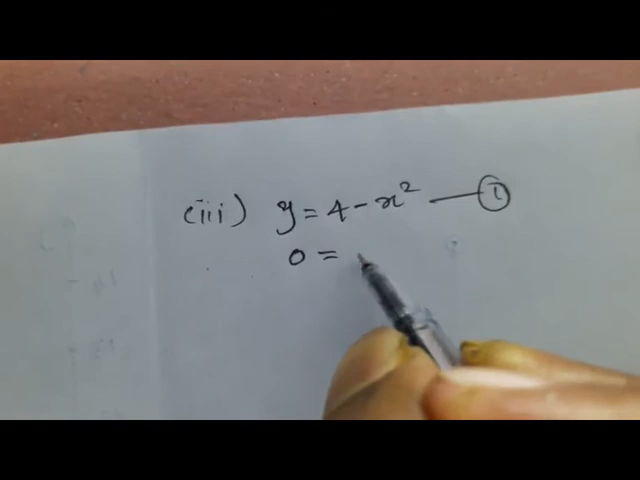 (iii) y = 4 - x² — ①
0 =